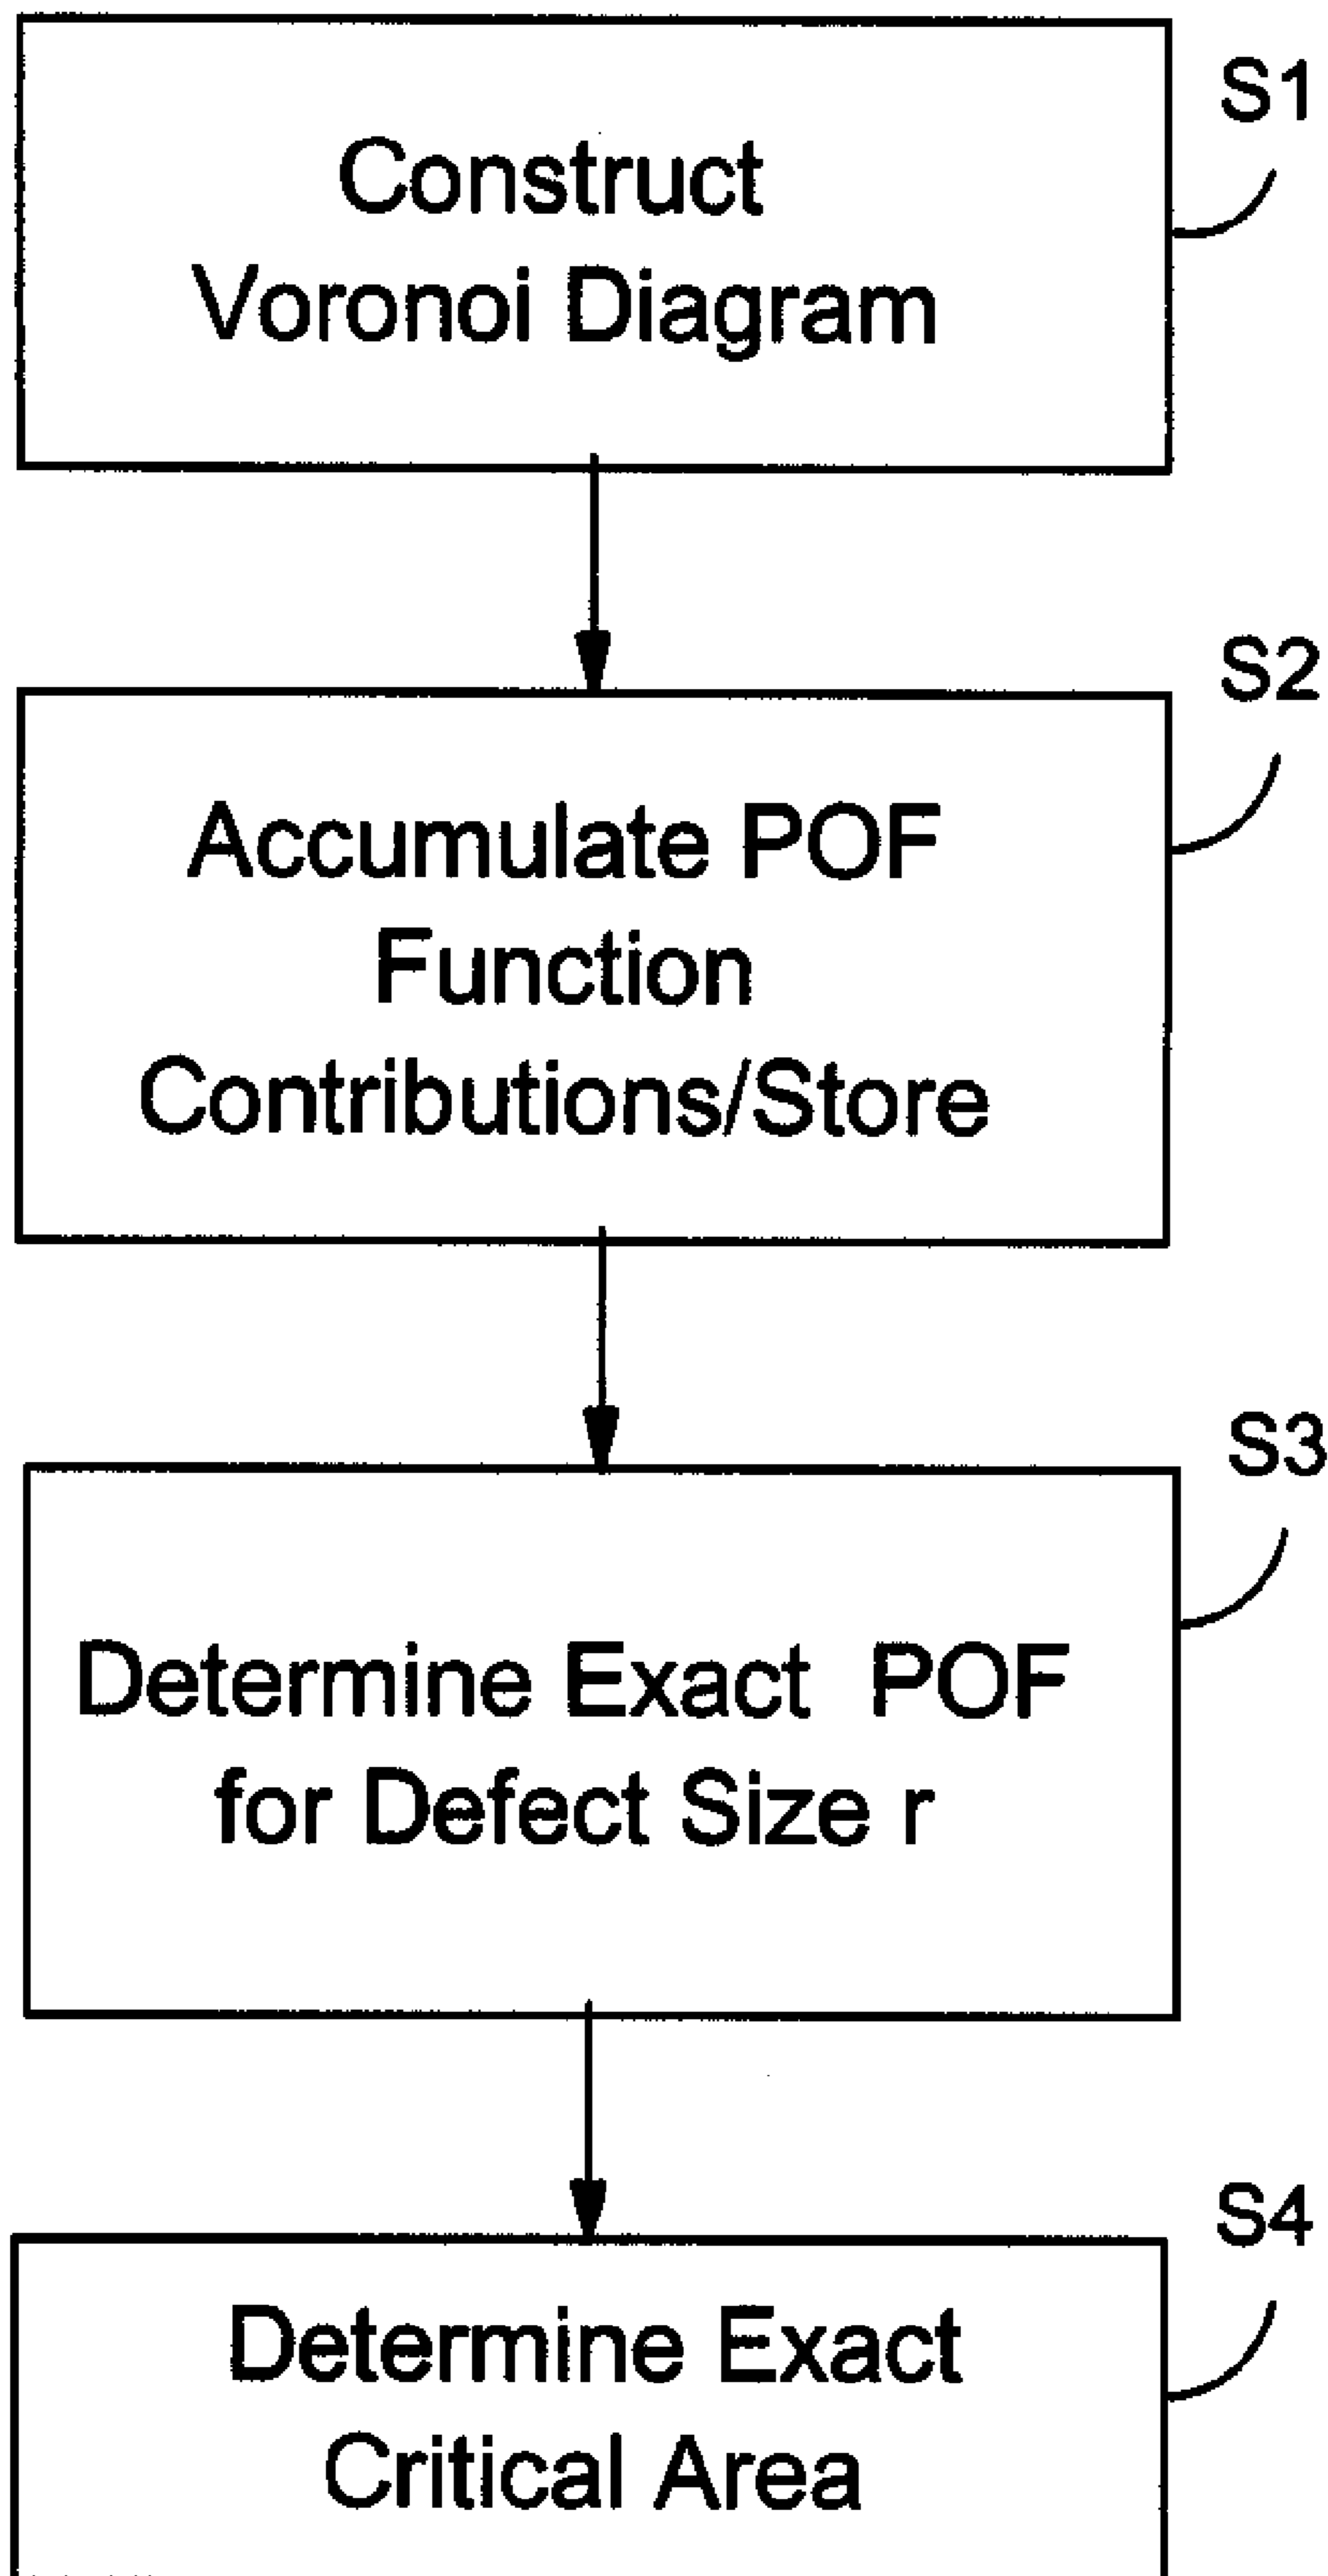 S1
Construct
Voronoi Diagram
S2
Accumulate POF
Function
Contributions/Store
S3
Determine Exact POF
for Defect Size r
S4
Determine Exact
Critical Area